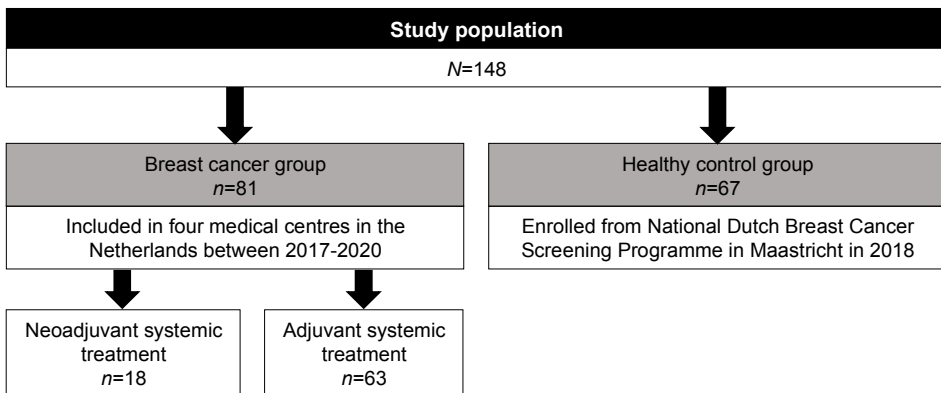 Study population
N=148
Breast cancer group
n=81
Included in four medical centres in the
Netherlands between 2017-2020
Healthy control group
n=67
Enrolled from National Dutch Breast Cancer
Screening Programme in Maastricht in 2018
Neoadjuvant systemic
treatment
n=18
Adjuvant systemic
treatment
n=63